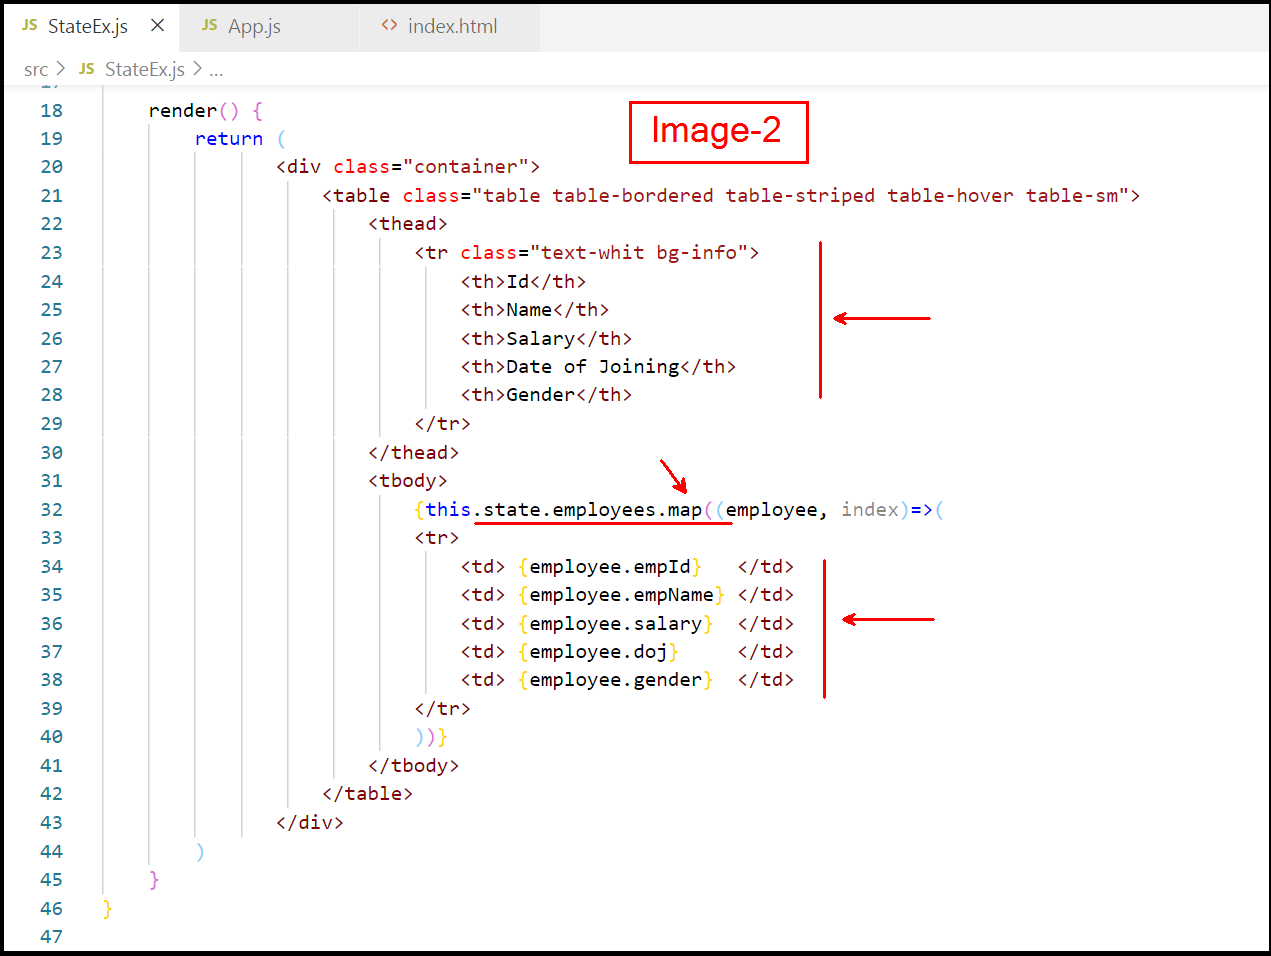 JS StateEx.js × JS App.js <> index.html
src > JS StateEx.js > ...
18 render() {
Image-2
19 return (
20 <div class="container">
21 <table class="table table-bordered table-striped table-hover table-sm">
22 <thead>
23 <tr class="text-whit bg-info">
24 <th>Id</th>
25 <th>Name</th>
26 <th>Salary</th>
27 <th>Date of Joining</th>
28 <th>Gender</th>
29 </tr>
30 </thead>
31 <tbody>
32 {this.state.employees.map((employee, index)=>(
33 <tr>
34 <td> {employee.empId} </td>
35 <td> {employee.empName} </td>
36 <td> {employee.salary} </td>
37 <td> {employee.doj} </td>
38 <td> {employee.gender} </td>
39 </tr>
40 ))}
41 </tbody>
42 </table>
43 </div>
44 )
45 }
46 }
47